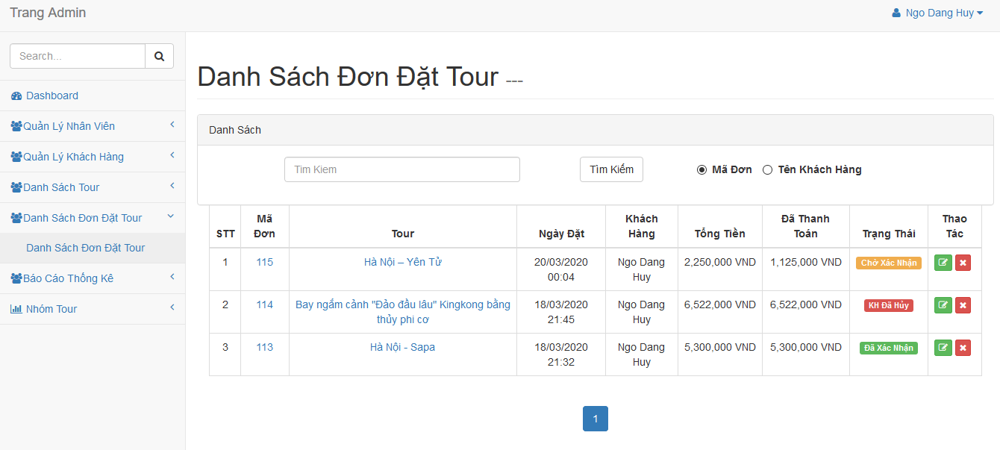 Trang Admin
Ngo Dang Huy
Search...
Dashboard
Quản Lý Nhân Viên
Quản Lý Khách Hàng
Danh Sách Tour
Danh Sách Đơn Đặt Tour
Danh Sách Đơn Đặt Tour
Báo Cáo Thống Kê
Nhóm Tour
Danh Sách Đơn Đặt Tour ---
Danh Sách
Tim Kiem
Tìm Kiếm
Mã Đơn
Tên Khách Hàng
STT
Mã
Đơn
Tour
Ngày Đặt
Khách
Hàng
Tổng Tiền
Đã Thanh
Toán
Trạng Thái
Thao
Tác
1
115
Hà Nội – Yên Tử
20/03/2020
00:04
Ngo Dang
Huy
2,250,000 VND
1,125,000 VND
Chờ Xác Nhận
2
114
Bay ngắm cảnh "Đảo đầu lâu" Kingkong bằng
thủy phi cơ
18/03/2020
21:45
Ngo Dang
Huy
6,522,000 VND
6,522,000 VND
KH Đã Hủy
3
113
Hà Nội - Sapa
18/03/2020
21:32
Ngo Dang
Huy
5,300,000 VND
5,300,000 VND
Đã Xác Nhận
1